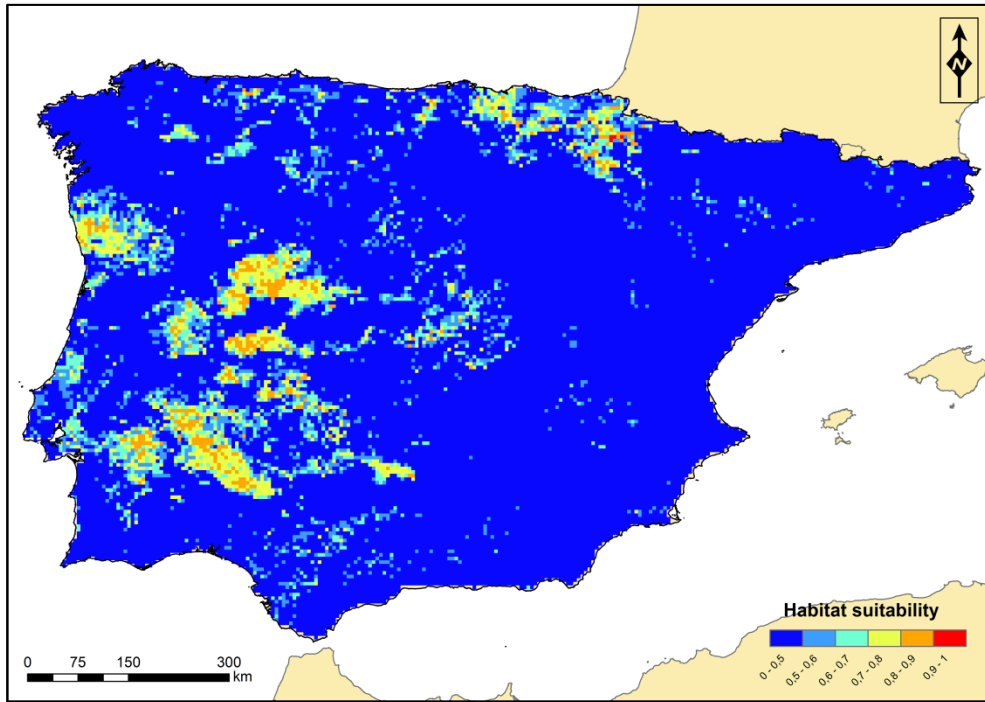 N
Habitat suitability
0 - 0,5
0,5 - 0,6
0,6 - 0,7
0,7 - 0,8
0,8 - 0,9
0,9 - 1
0 75 150 300
km